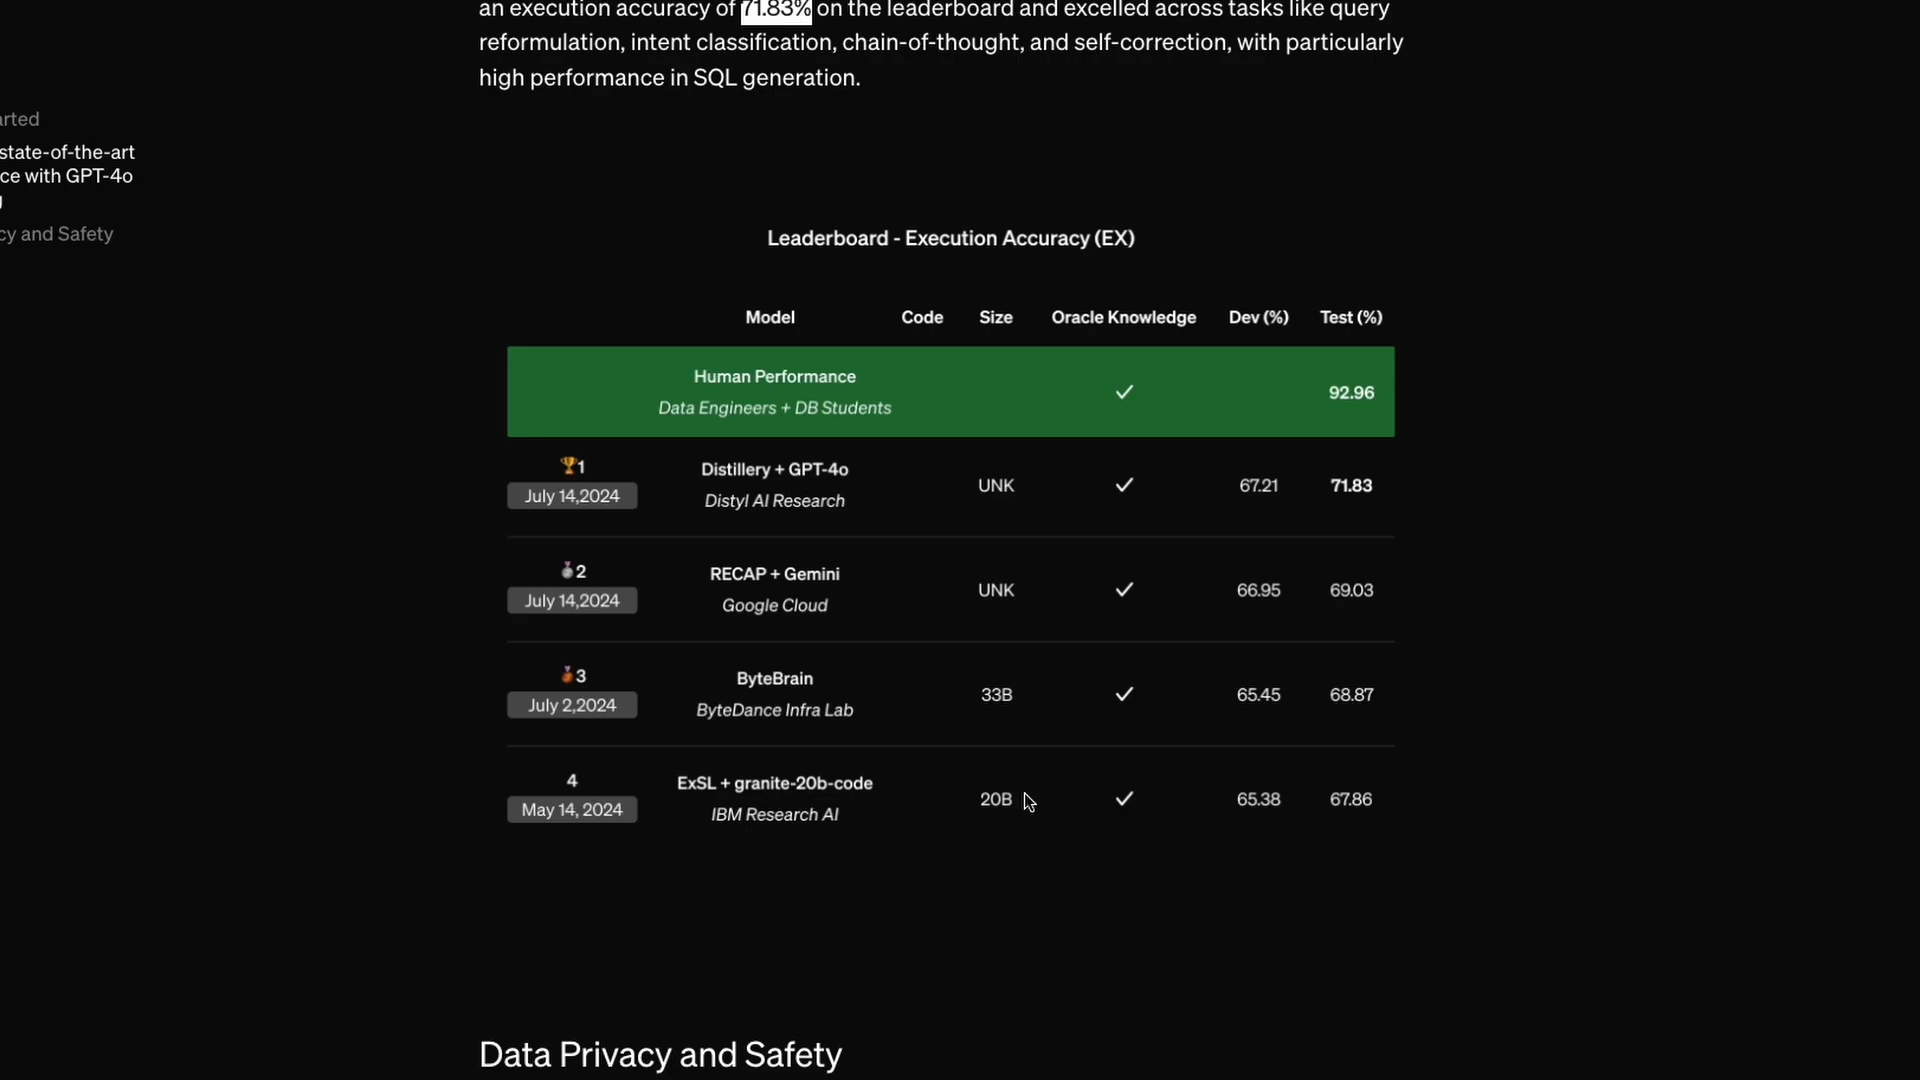 an execution accuracy of 71.83% on the leaderboard and excelled across tasks like query
reformulation, intent classification, chain-of-thought, and self-correction, with particularly
high performance in SQL generation.
arted
state-of-the-art
ce with GPT-4o
g
cy and Safety
Leaderboard - Execution Accuracy (EX)
Model Code Size Oracle Knowledge Dev (%) Test (%)
Human Performance
Data Engineers + DB Students
✓ 92.96
🏆1
July 14,2024
Distillery + GPT-4o
Distyl AI Research
UNK ✓ 67.21 71.83
🥈2
July 14,2024
RECAP + Gemini
Google Cloud
UNK ✓ 66.95 69.03
🥉3
July 2,2024
ByteBrain
ByteDance Infra Lab
33B ✓ 65.45 68.87
4
May 14, 2024
ExSL + granite-20b-code
IBM Research AI
20B ✓ 65.38 67.86
Data Privacy and Safety